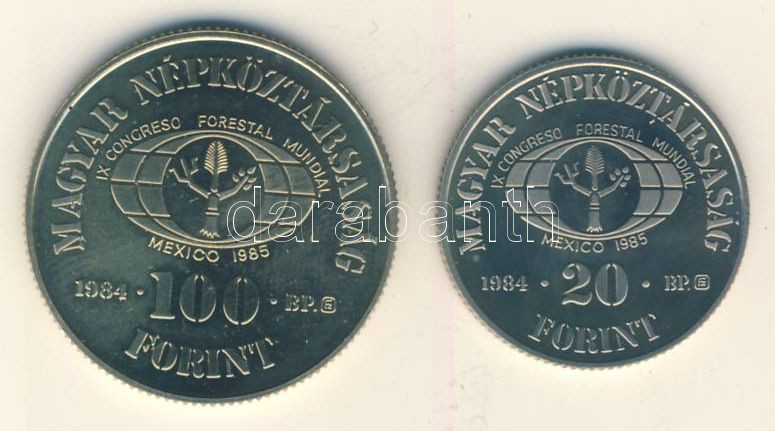 MAGYAR NÉPKÖZTÁRSASÁG
IX CONGRESO FORESTAL MUNDIAL
MEXICO 1985
1984 · 100 · BP.
FORINT
MAGYAR NÉPKÖZTÁRSASÁG
IX CONGRESO FORESTAL MUNDIAL
MEXICO 1985
1984 · 20 · BP.
FORINT
darabanth